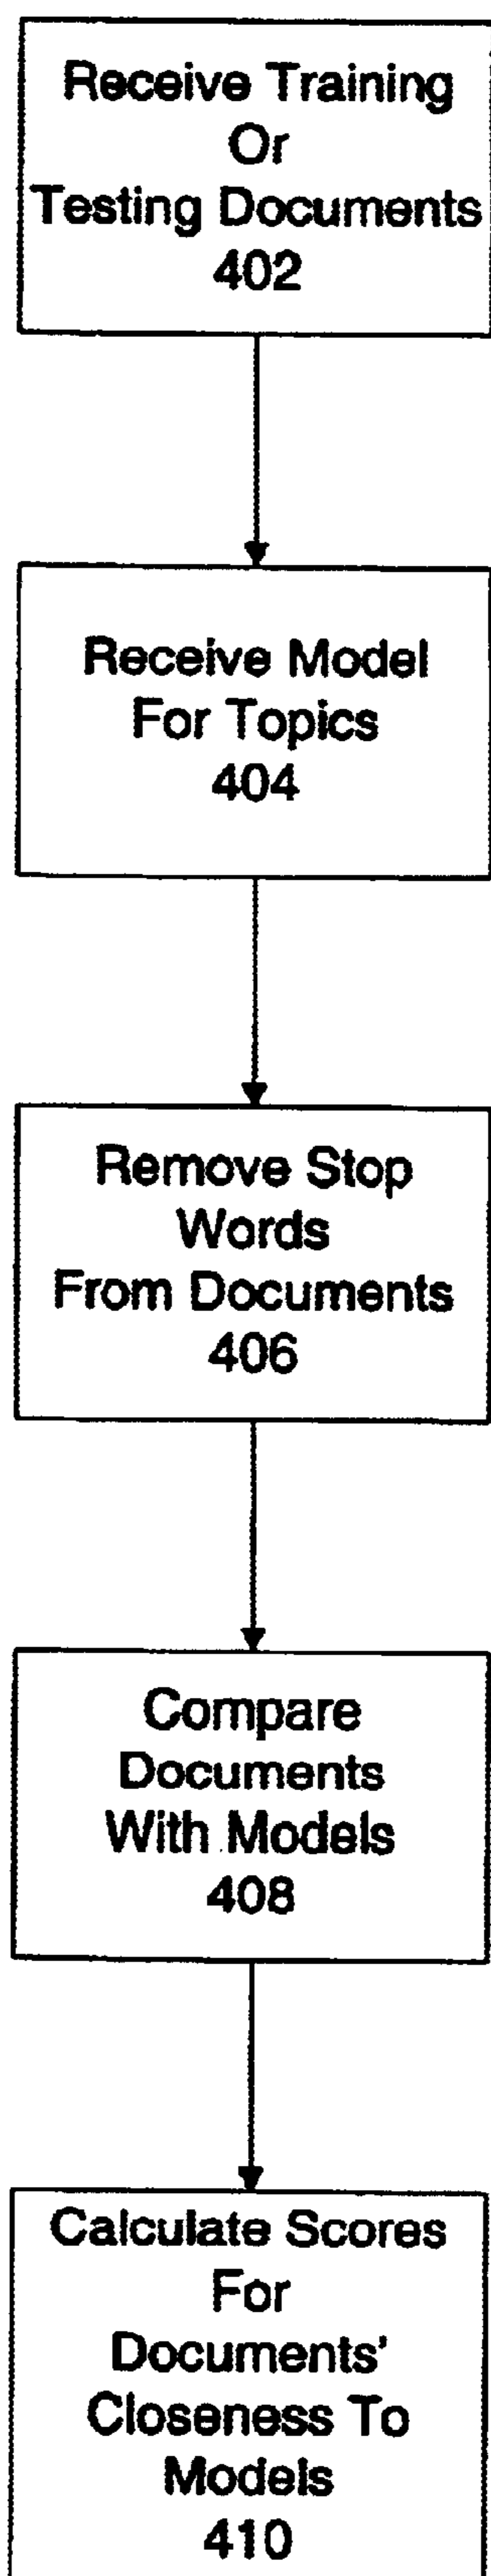 Receive Training
Or
Testing Documents
402
Receive Model
For Topics
404
Remove Stop
Words
From Documents
406
Compare
Documents
With Models
408
Calculate Scores
For
Documents'
Closeness To
Models
410